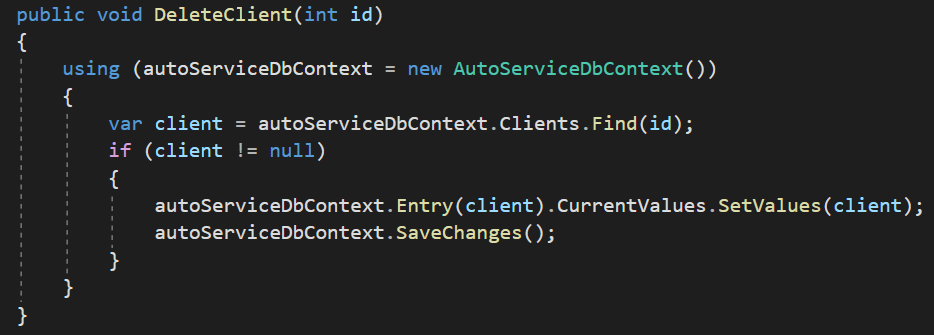 public void DeleteClient(int id)
{
    using (autoServiceDbContext = new AutoServiceDbContext())
    {
        var client = autoServiceDbContext.Clients.Find(id);
        if (client != null)
        {
            autoServiceDbContext.Entry(client).CurrentValues.SetValues(client);
            autoServiceDbContext.SaveChanges();
        }
    }
}